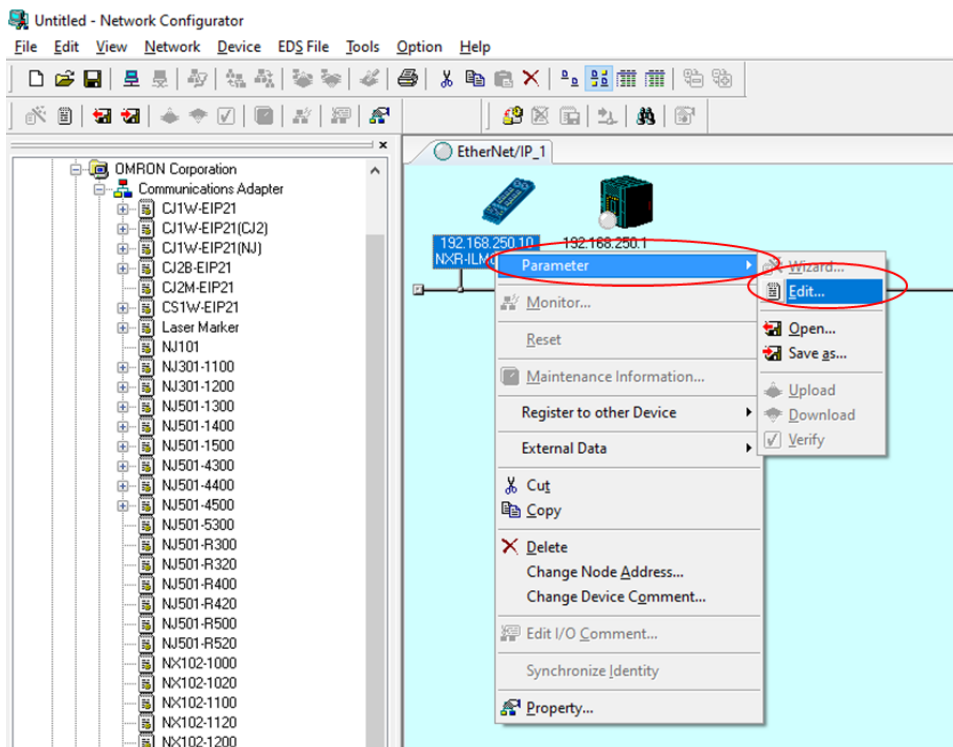 Untitled - Network Configurator
File Edit View Network Device EDS File Tools Option Help
EtherNet/IP_1
OMRON Corporation
Communications Adapter
CJ1W-EIP21
CJ1W-EIP21(CJ2)
CJ1W-EIP21(NJ)
CJ2B-EIP21
CJ2M-EIP21
CS1W-EIP21
Laser Marker
NJ101
NJ301-1100
NJ301-1200
NJ501-1300
NJ501-1400
NJ501-1500
NJ501-4300
NJ501-4400
NJ501-4500
NJ501-5300
NJ501-R300
NJ501-R320
NJ501-R400
NJ501-R420
NJ501-R500
NJ501-R520
NX102-1000
NX102-1020
NX102-1100
NX102-1120
NX102-1200
192.168.250.10 192.168.250.1
Parameter
Monitor...
Reset
Maintenance Information...
Register to other Device
External Data
Cut
Copy
Delete
Change Node Address...
Change Device Comment...
Edit I/O Comment...
Synchronize Identity
Property...
Wizard...
Edit...
Open...
Save as...
Upload
Download
Verify